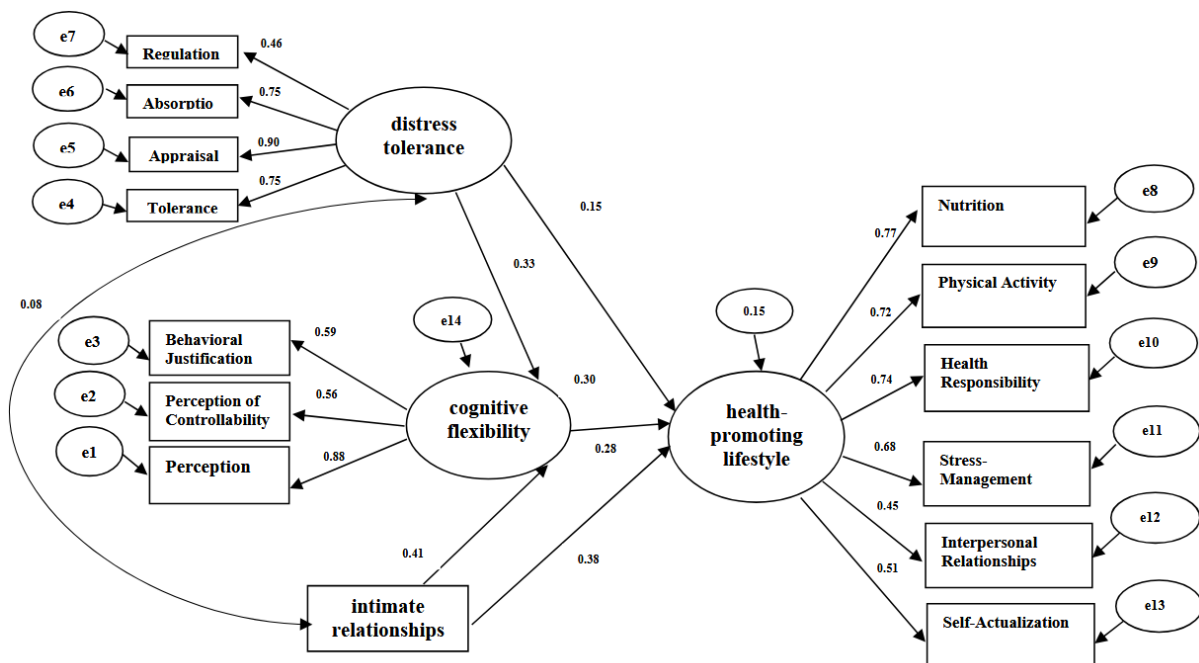 e7
Regulation
0.46
e6
Absorptio
0.75
e5
Appraisal
0.90
e4
Tolerance
0.75
distress
tolerance
0.15
0.33
0.08
e3
Behavioral
Justification
0.59
e2
Perception of
Controllability
0.56
e1
Perception
0.88
e14
cognitive
flexibility
0.30
0.28
0.41
0.38
intimate
relationships
0.15
health-
promoting
lifestyle
0.77
Nutrition
e8
0.72
Physical Activity
e9
0.74
Health
Responsibility
e10
0.68
Stress-
Management
e11
0.45
Interpersonal
Relationships
e12
0.51
Self-Actualization
e13